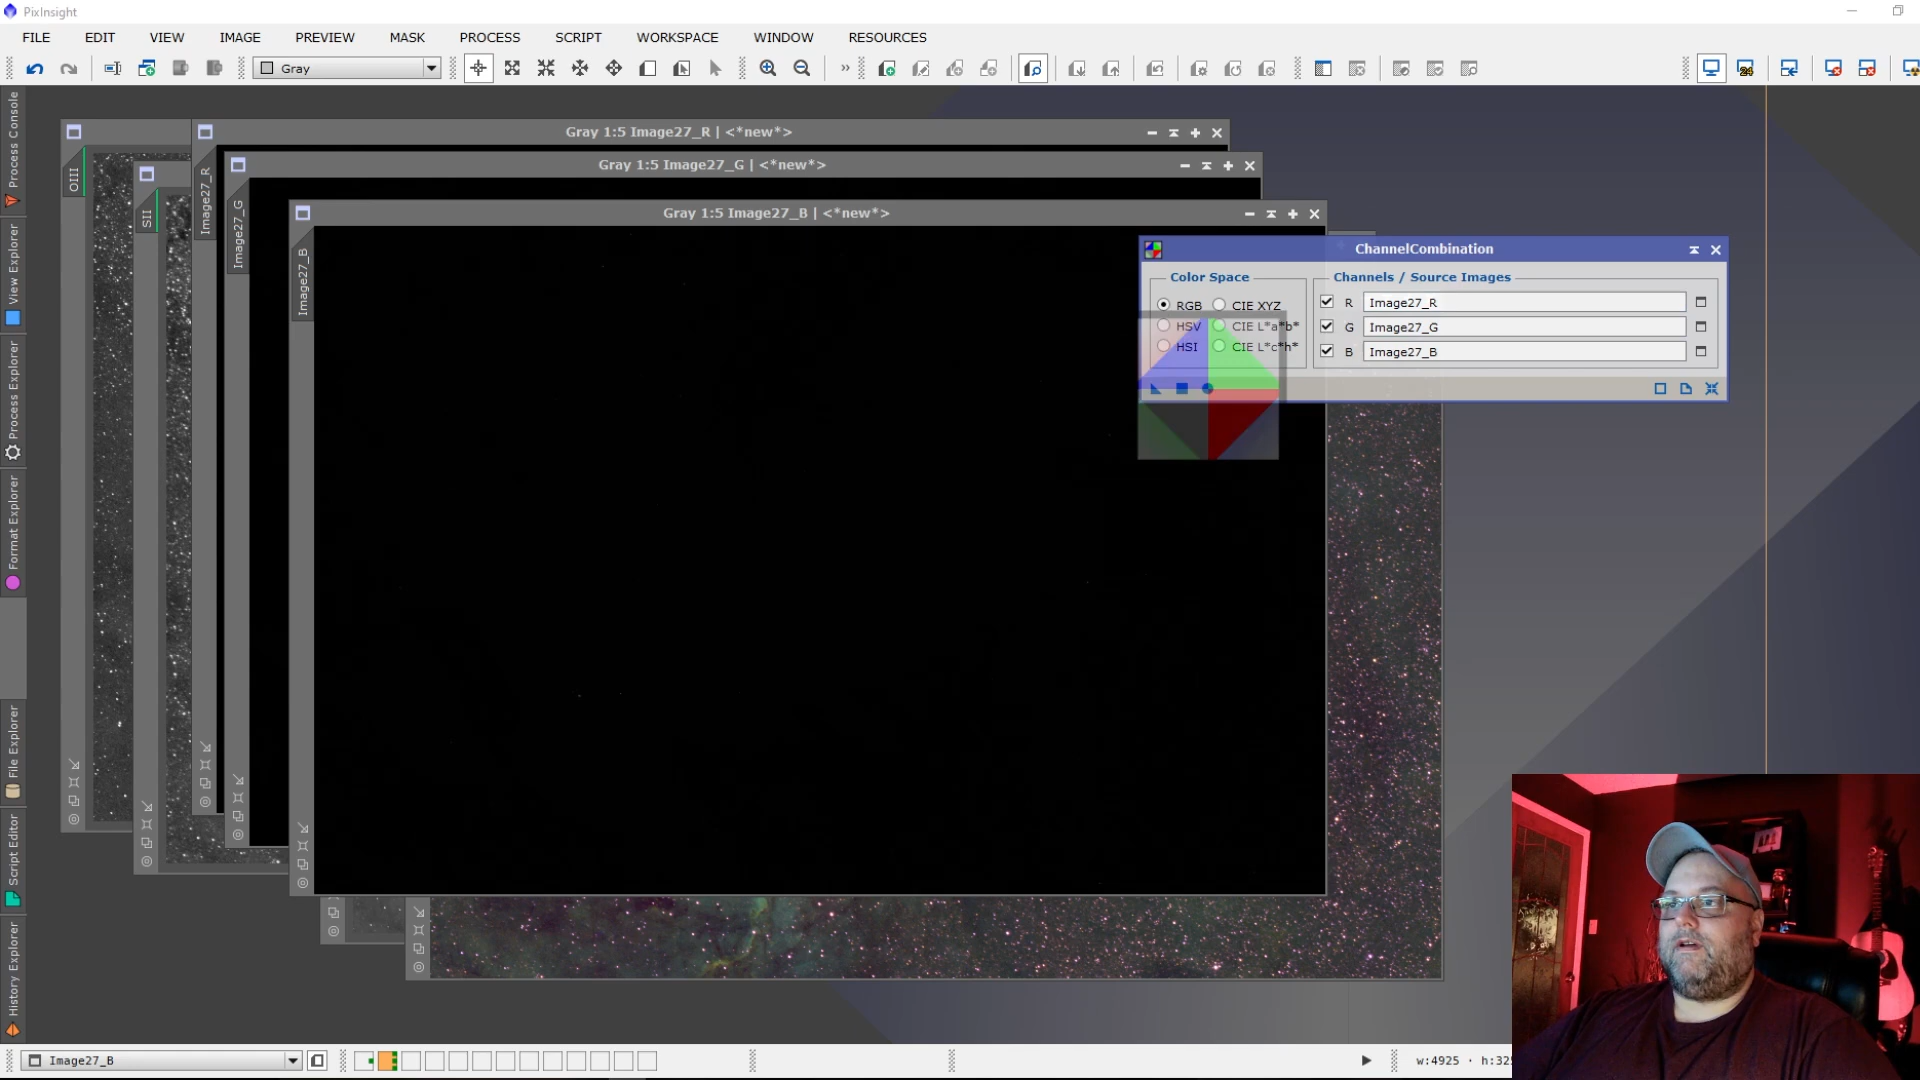 PixInsight
FILE EDIT VIEW IMAGE PREVIEW MASK PROCESS SCRIPT WORKSPACE WINDOW RESOURCES
Gray
24
Process Console
View Explorer
Process Explorer
Format Explorer
File Explorer
Script Editor
History Explorer
OIII
SII
Gray 1:5 Image27_R | <*new*>
Image27_R
Gray 1:5 Image27_G | <*new*>
Image27_G
Gray 1:5 Image27_B | <*new*>
Image27_B
ChannelCombination
Color Space
RGB CIE XYZ
HSV CIE L*a*b*
HSI CIE L*c*h*
Channels / Source Images
R Image27_R
G Image27_G
B Image27_B
Image27_B
w:4925 · h:325